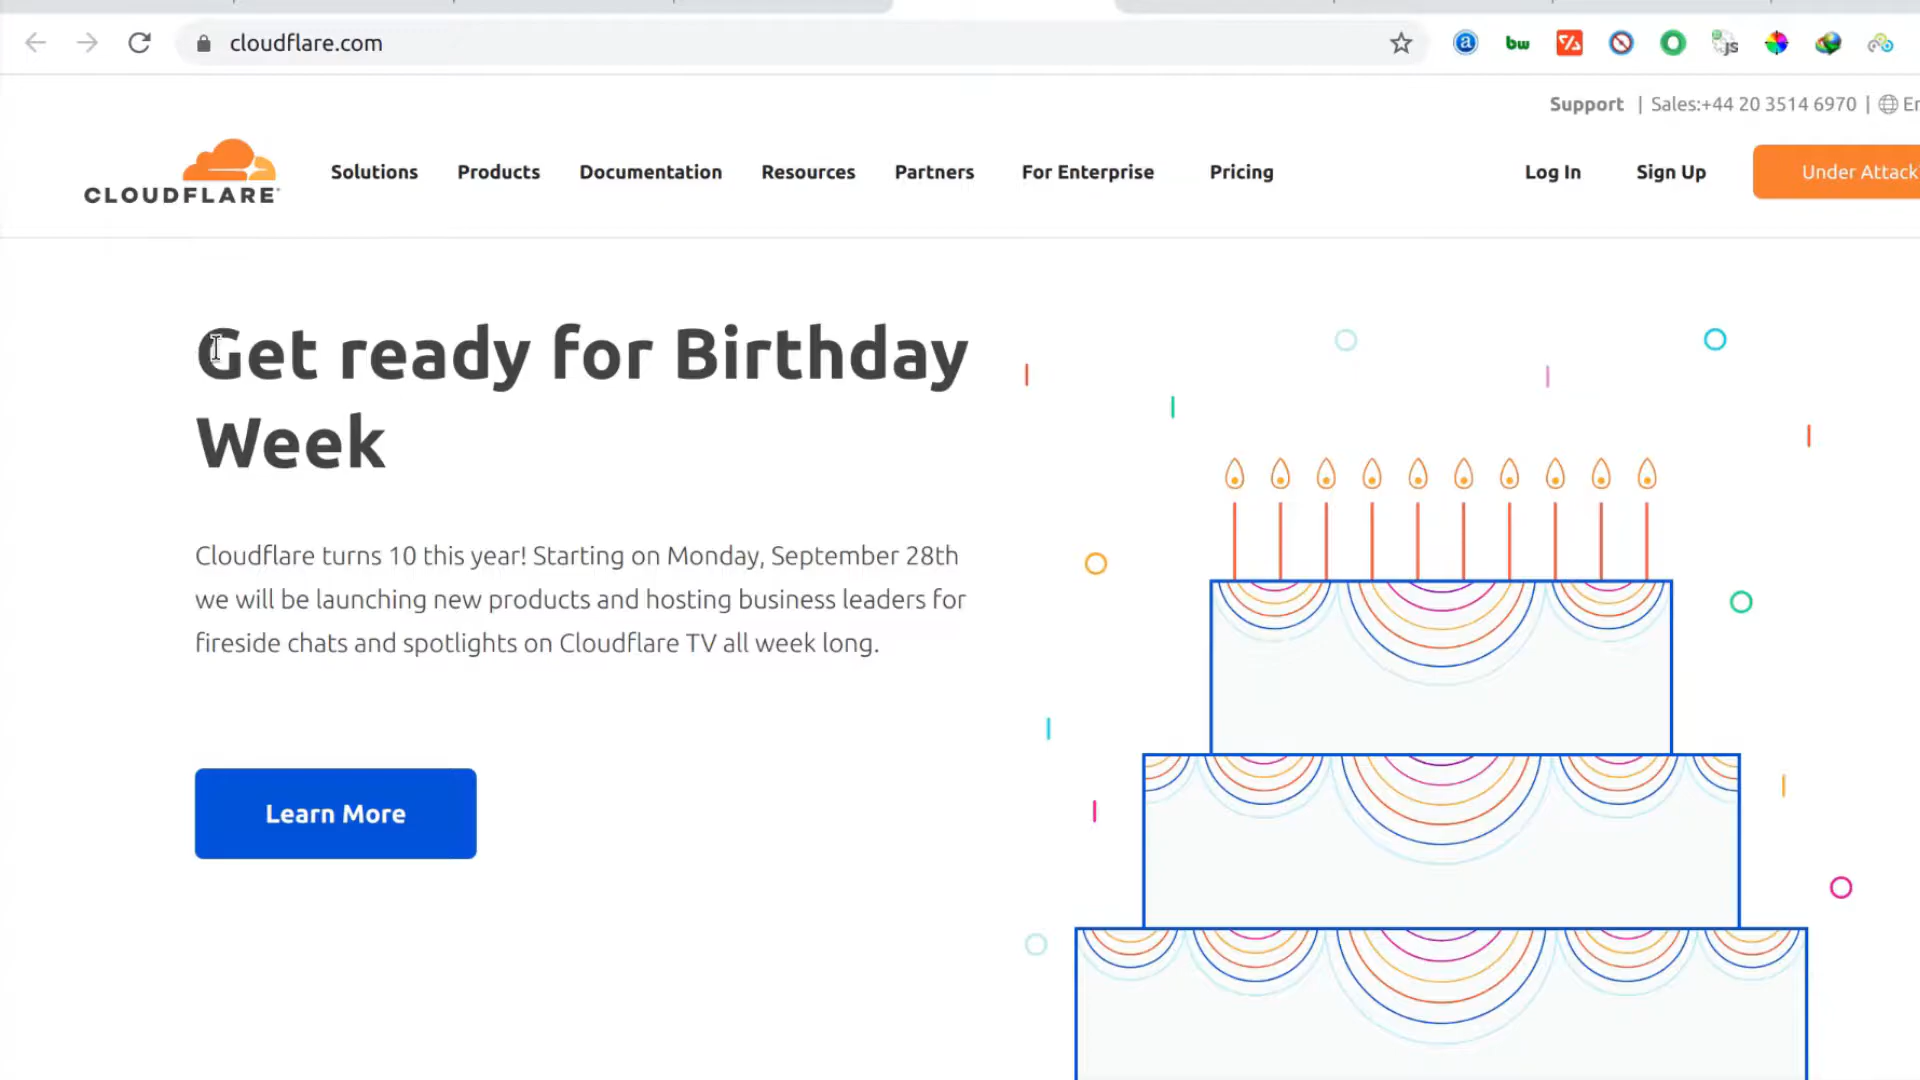 cloudflare.com
Support | Sales:+44 20 3514 6970 |
CLOUDFLARE
Solutions Products Documentation Resources Partners For Enterprise Pricing Log In Sign Up Under Attack
Get ready for Birthday
Week
Cloudflare turns 10 this year! Starting on Monday, September 28th
we will be launching new products and hosting business leaders for
fireside chats and spotlights on Cloudflare TV all week long.
Learn More